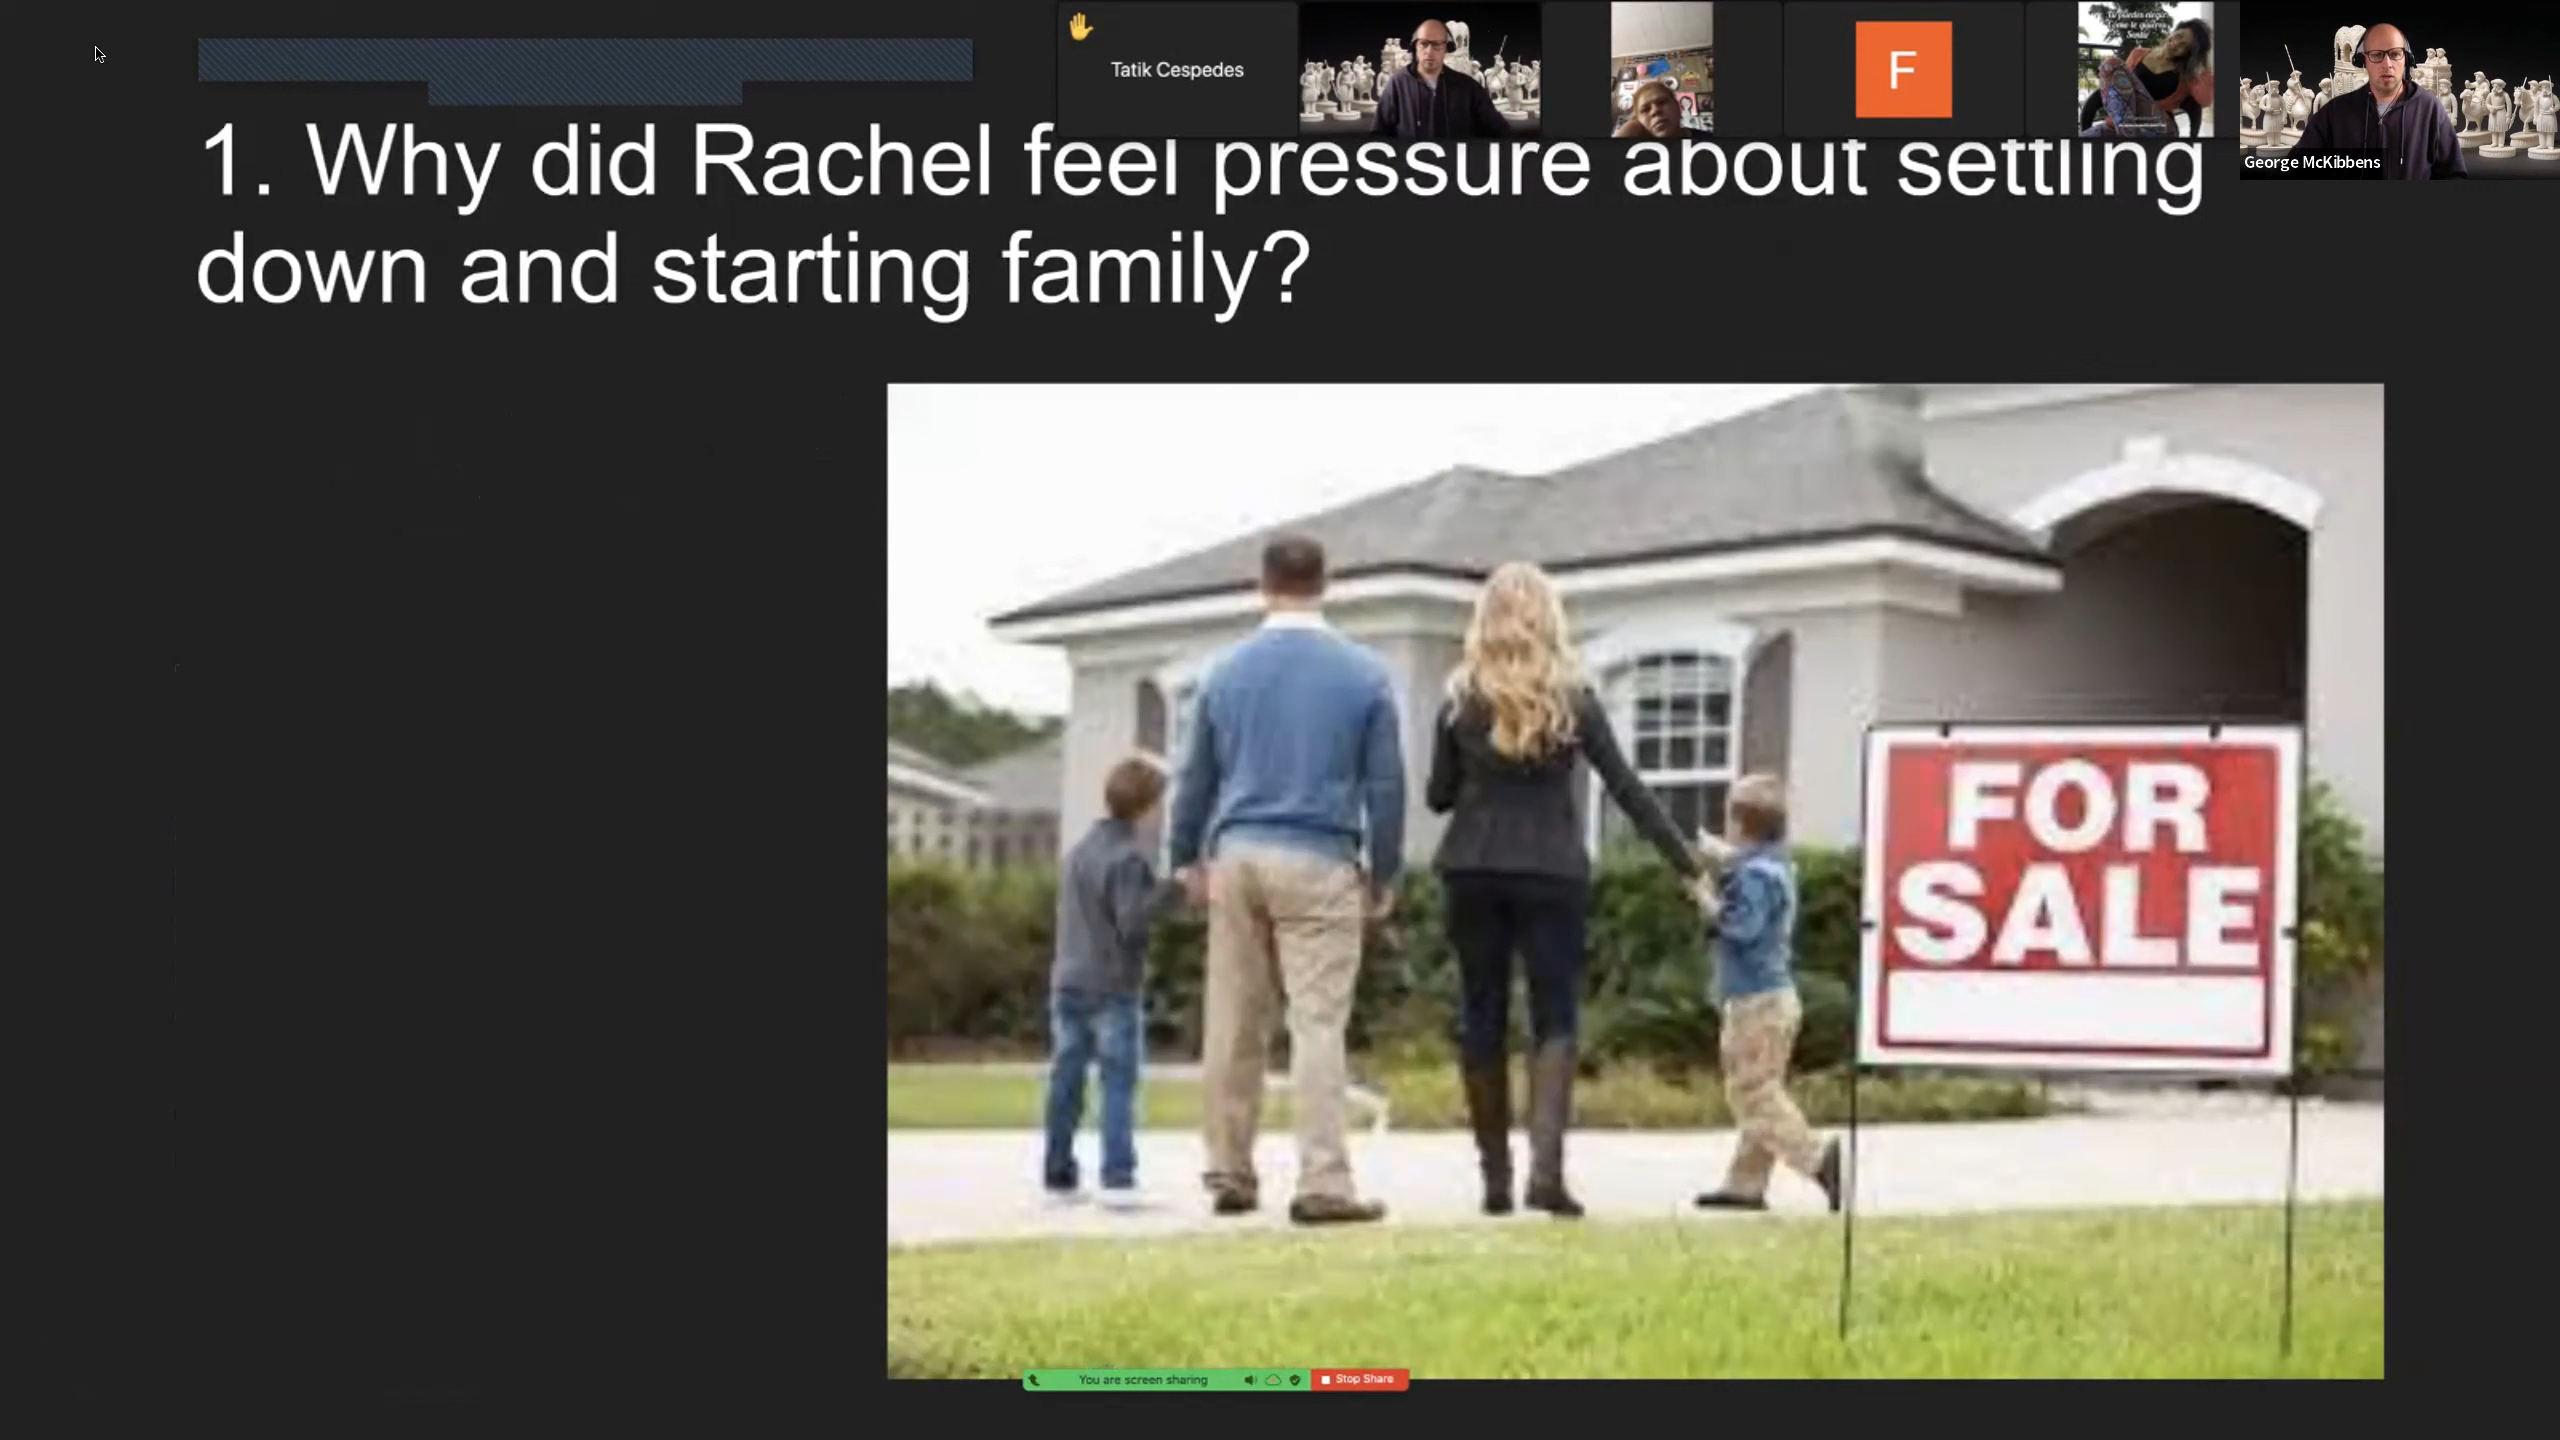 Tatik Cespedes
F
George McKibbens
1. Why did Rachel feel pressure about settling
down and starting family?
FOR
SALE
You are screen sharing
Stop Share